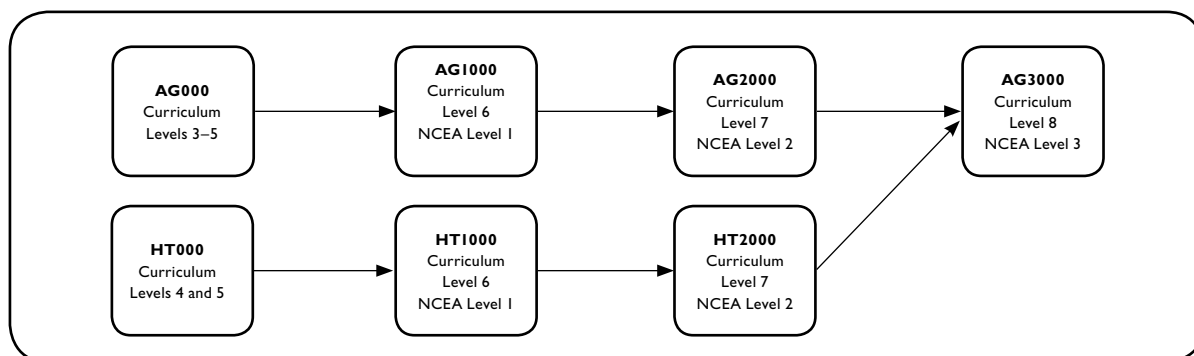 AG000
Curriculum
Levels 3–5
AG1000
Curriculum
Level 6
NCEA Level 1
AG2000
Curriculum
Level 7
NCEA Level 2
AG3000
Curriculum
Level 8
NCEA Level 3
HT000
Curriculum
Levels 4 and 5
HT1000
Curriculum
Level 6
NCEA Level 1
HT2000
Curriculum
Level 7
NCEA Level 2